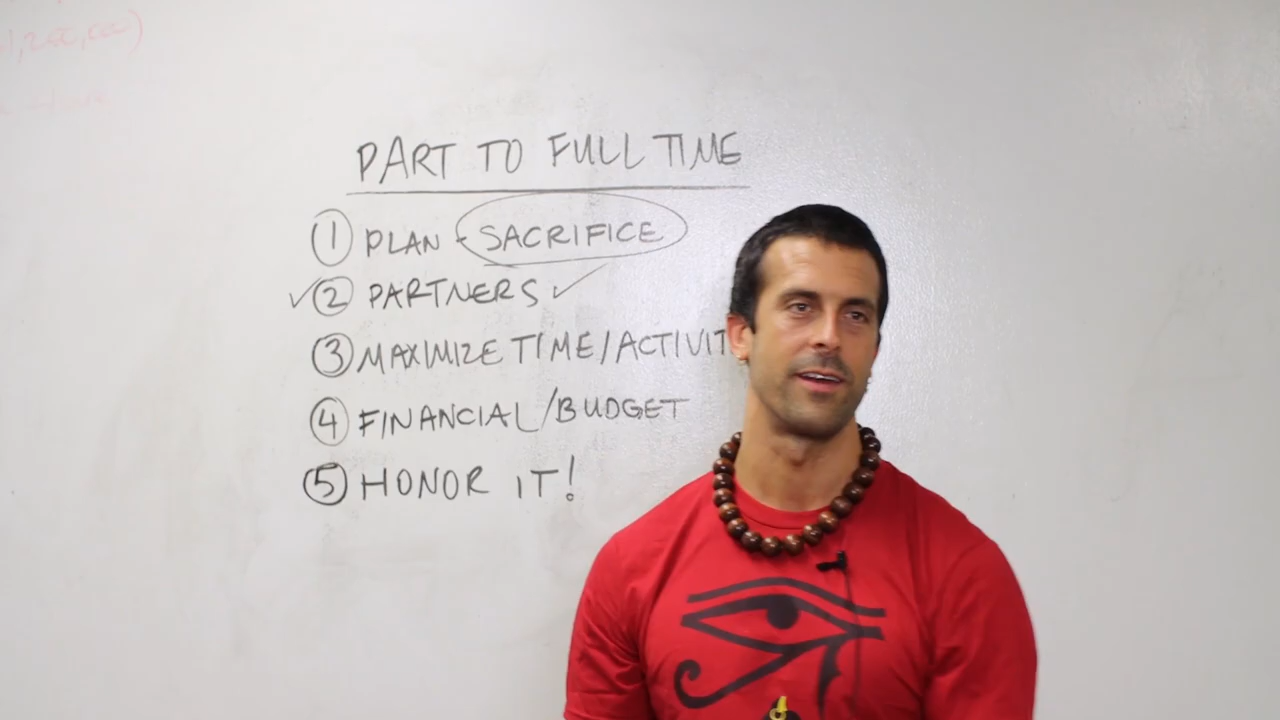 PART TO FULL TIME
① PLAN - SACRIFICE
✓② PARTNERS ✓
③ MAXIMIZE TIME/ACTIVIT
④ FINANCIAL/BUDGET
⑤ HONOR IT!